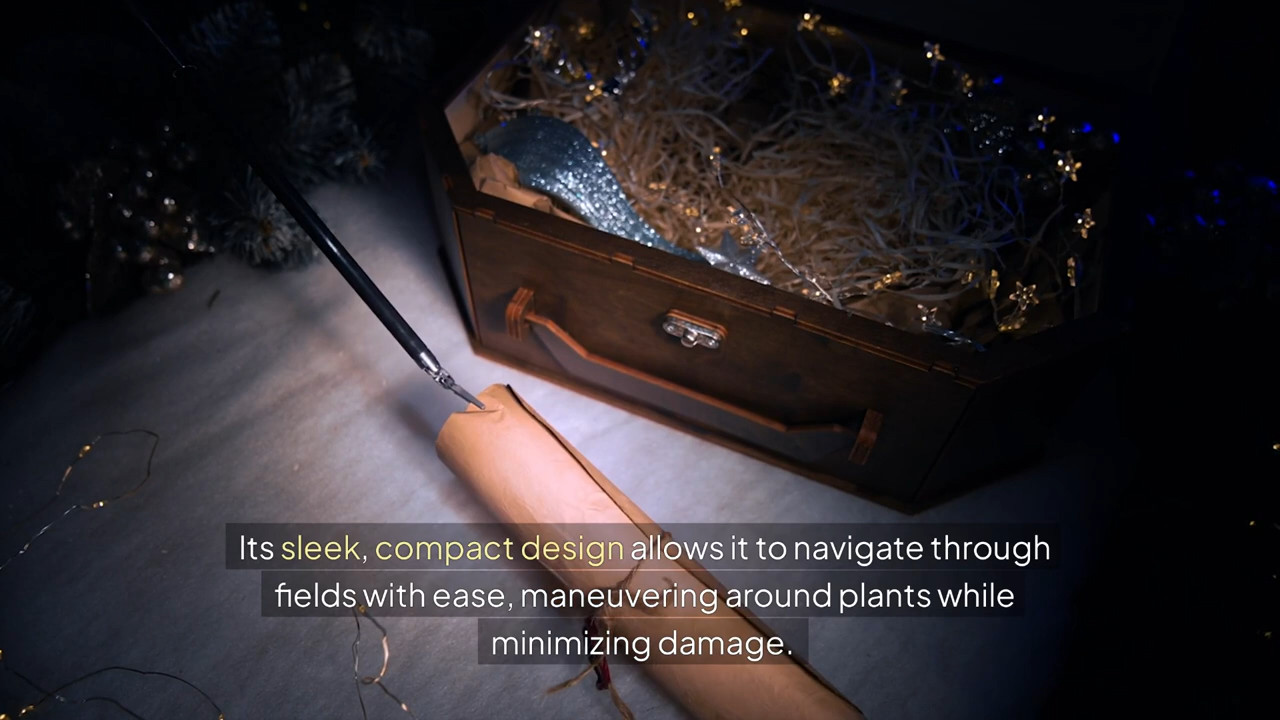 Its sleek, compact design allows it to navigate through
fields with ease, maneuvering around plants while
minimizing damage.